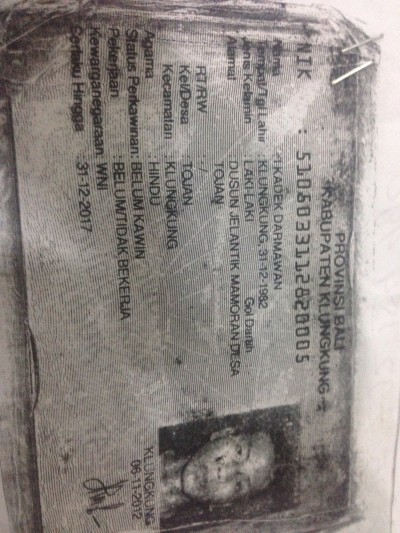 PROVINSI BALI
KABUPATEN KLUNGKUNG
NIK : 5105033112820005
Nama : I KADEK DARMAWAN
Tempat/Tgl Lahir : KLUNGKUNG, 31-12-1982
Jenis Kelamin : LAKI-LAKI Gol Darah
Alamat : DUSUN JELANTIK MAMORAN DESA
TOJAN
RT/RW : /
Kel/Desa : TOJAN
Kecamatan : KLUNGKUNG
Agama : HINDU
Status Perkawinan: BELUM KAWIN
Pekerjaan : BELUM/TIDAK BEKERJA
Kewarganegaraan: WNI
Berlaku Hingga : 31-12-2017
KLUNGKUNG
06-11-2012